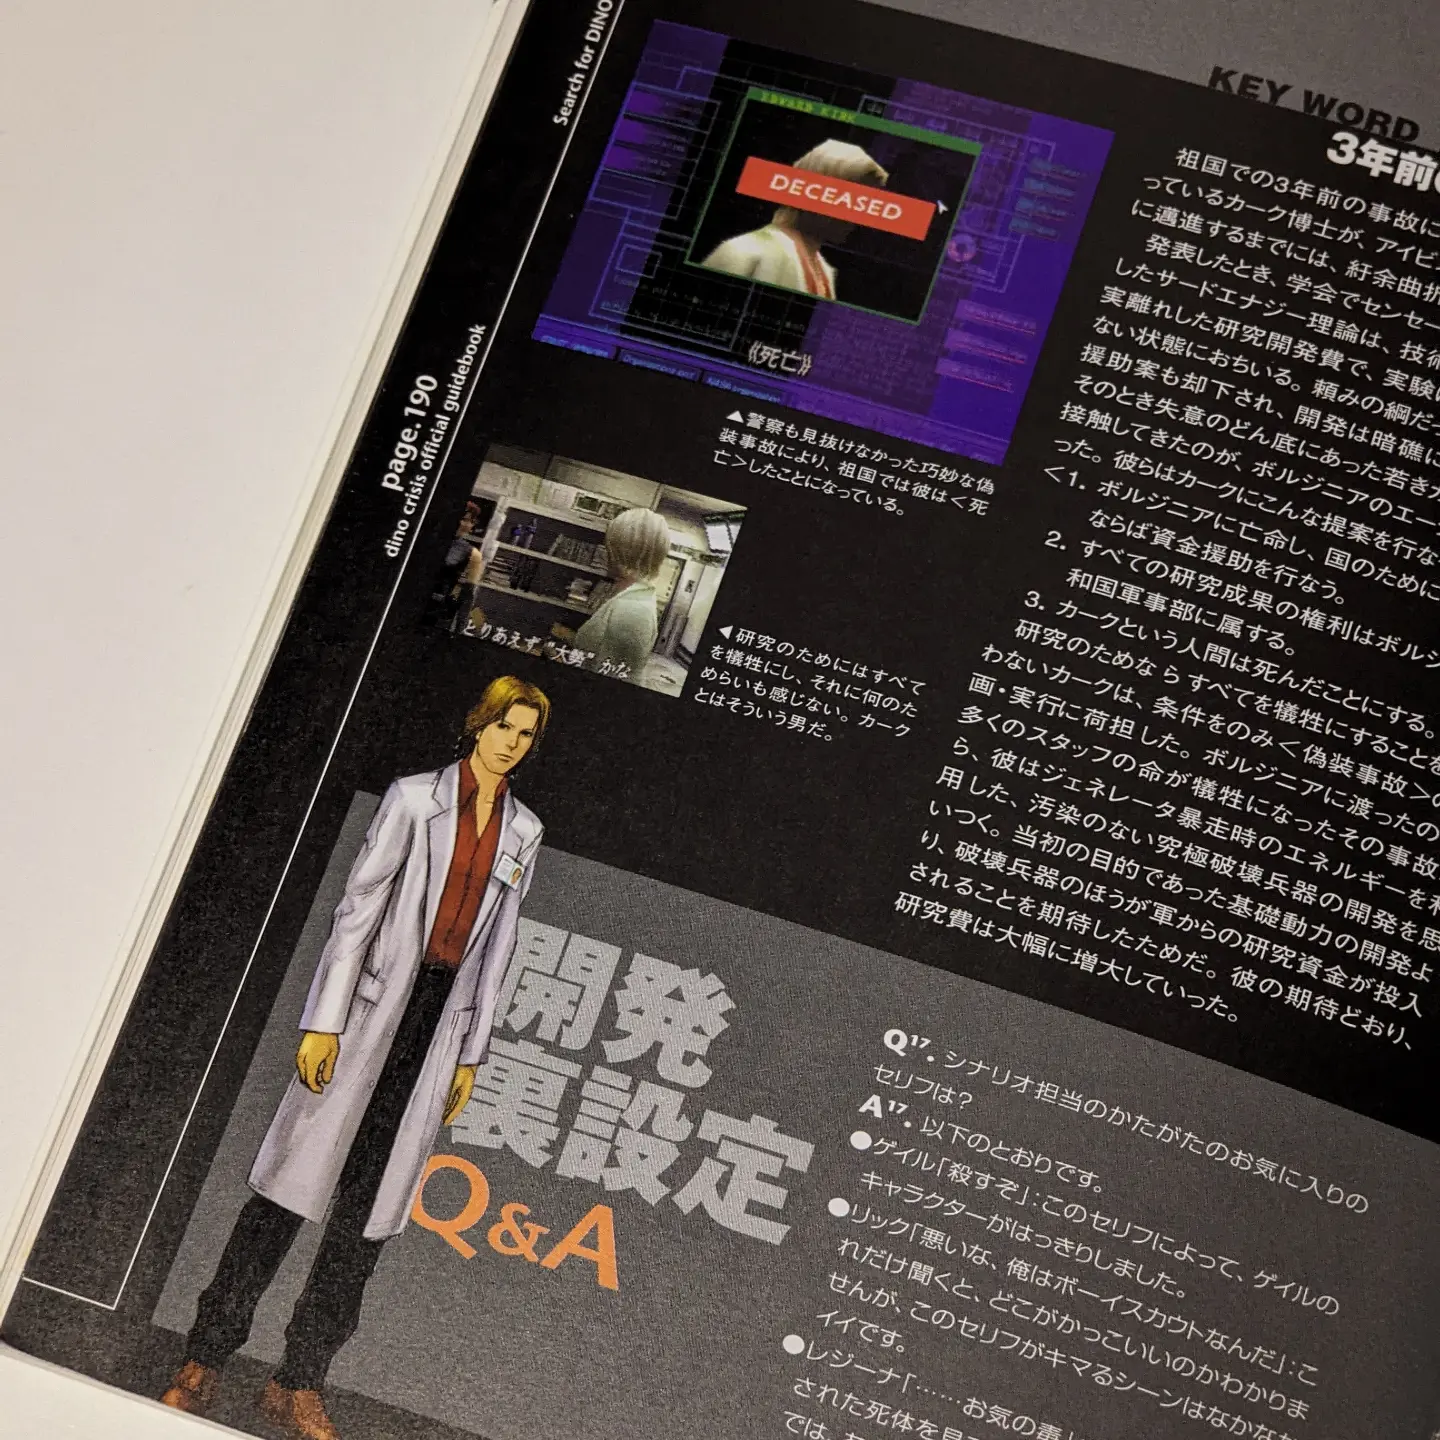 Search for DINO
page.190
dino crisis official guidebook
EDWARD KIRK
DECEASED
《死亡》
▲警察も見抜けなかった巧妙な偽
装事故により、祖国では彼は＜死
亡＞したことになっている。
とりあえず"大勢"かな
◀研究のためにはすべて
を犠牲にし、それに何のた
めらいも感じない。カーク
とはそういう男だ。
KEY WORD
3年前の
祖国での3年前の事故に
っているカーク博士が、アイビ
に邁進するまでには、紆余曲折
発表したとき、学会でセンセー
したサードエナジー理論は、技術
実離れした研究開発費で、実験
ない状態におちいる。頼みの綱だっ
援助案も却下され、開発は暗礁に
そのとき失意のどん底にあった若きカ
接触してきたのが、ボルジニアのエー
った。彼らはカークにこんな提案を行な
＜1. ボルジニアに亡命し、国のために
ならば資金援助を行なう。
2. すべての研究成果の権利はボルジ
和国軍事部に属する。
3. カークという人間は死んだことにする。
研究のためなら すべてを犠牲にすることを
わないカークは、条件をのみ＜偽装事故＞の
画・実行に荷担した。ボルジニアに渡ったの
多くのスタッフの命が犠牲になったその事故
ら、彼はジェネレータ暴走時のエネルギーを利
用した、汚染のない究極破壊兵器の開発を思
いつく。当初の目的であった基礎動力の開発よ
り、破壊兵器のほうが軍からの研究資金が投入
されることを期待したためだ。彼の期待どおり、
研究費は大幅に増大していった。
開発
裏設定
Q&A
Q17. シナリオ担当のかたがたのお気に入りの
セリフは？
A17. 以下のとおりです。
●ゲイル「殺すぞ」：このセリフによって、ゲイルの
キャラクターがはっきりしました。
●リック「悪いな、俺はボーイスカウトなんだ」：こ
れだけ聞くと、どこがかっこいいのかわかりま
せんが、このセリフがキマるシーンはなかなか
イイです。
●レジーナ「……お気の毒」
された死体を見
では、